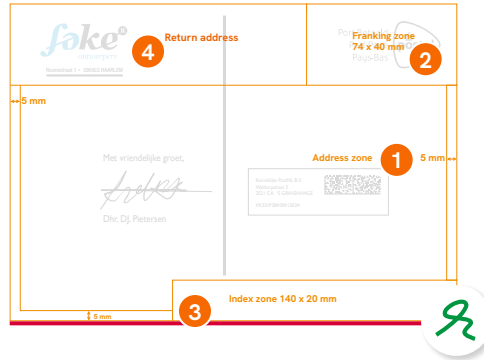 fake®
ontwerpers
4
Return address
Franking zone
74 x 40 mm
2
Pays-Bas
5 mm
Met vriendelijke groet,
Dhr. DJ. Pietersen
Address zone
1
5 mm
3
Index zone 140 x 20 mm
5 mm